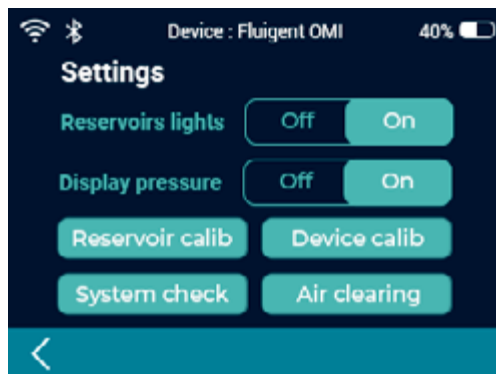 Device : Fluigent OMI 40%
Settings
Reservoirs lights Off On
Display pressure Off On
Reservoir calib Device calib
System check Air clearing